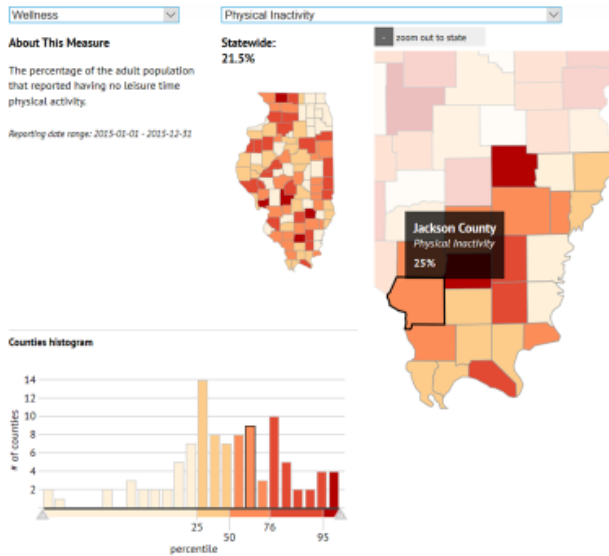 Wellness
Physical Inactivity
About This Measure
The percentage of the adult population
that reported having no leisure time
physical activity.
Reporting date range: 2015-01-01 - 2015-12-31
Statewide:
21.5%
- zoom out to state
Jackson County
Physical Inactivity
25%
Counties histogram
# of counties
14
12
10
8
6
4
2
25
50
76
95
percentile